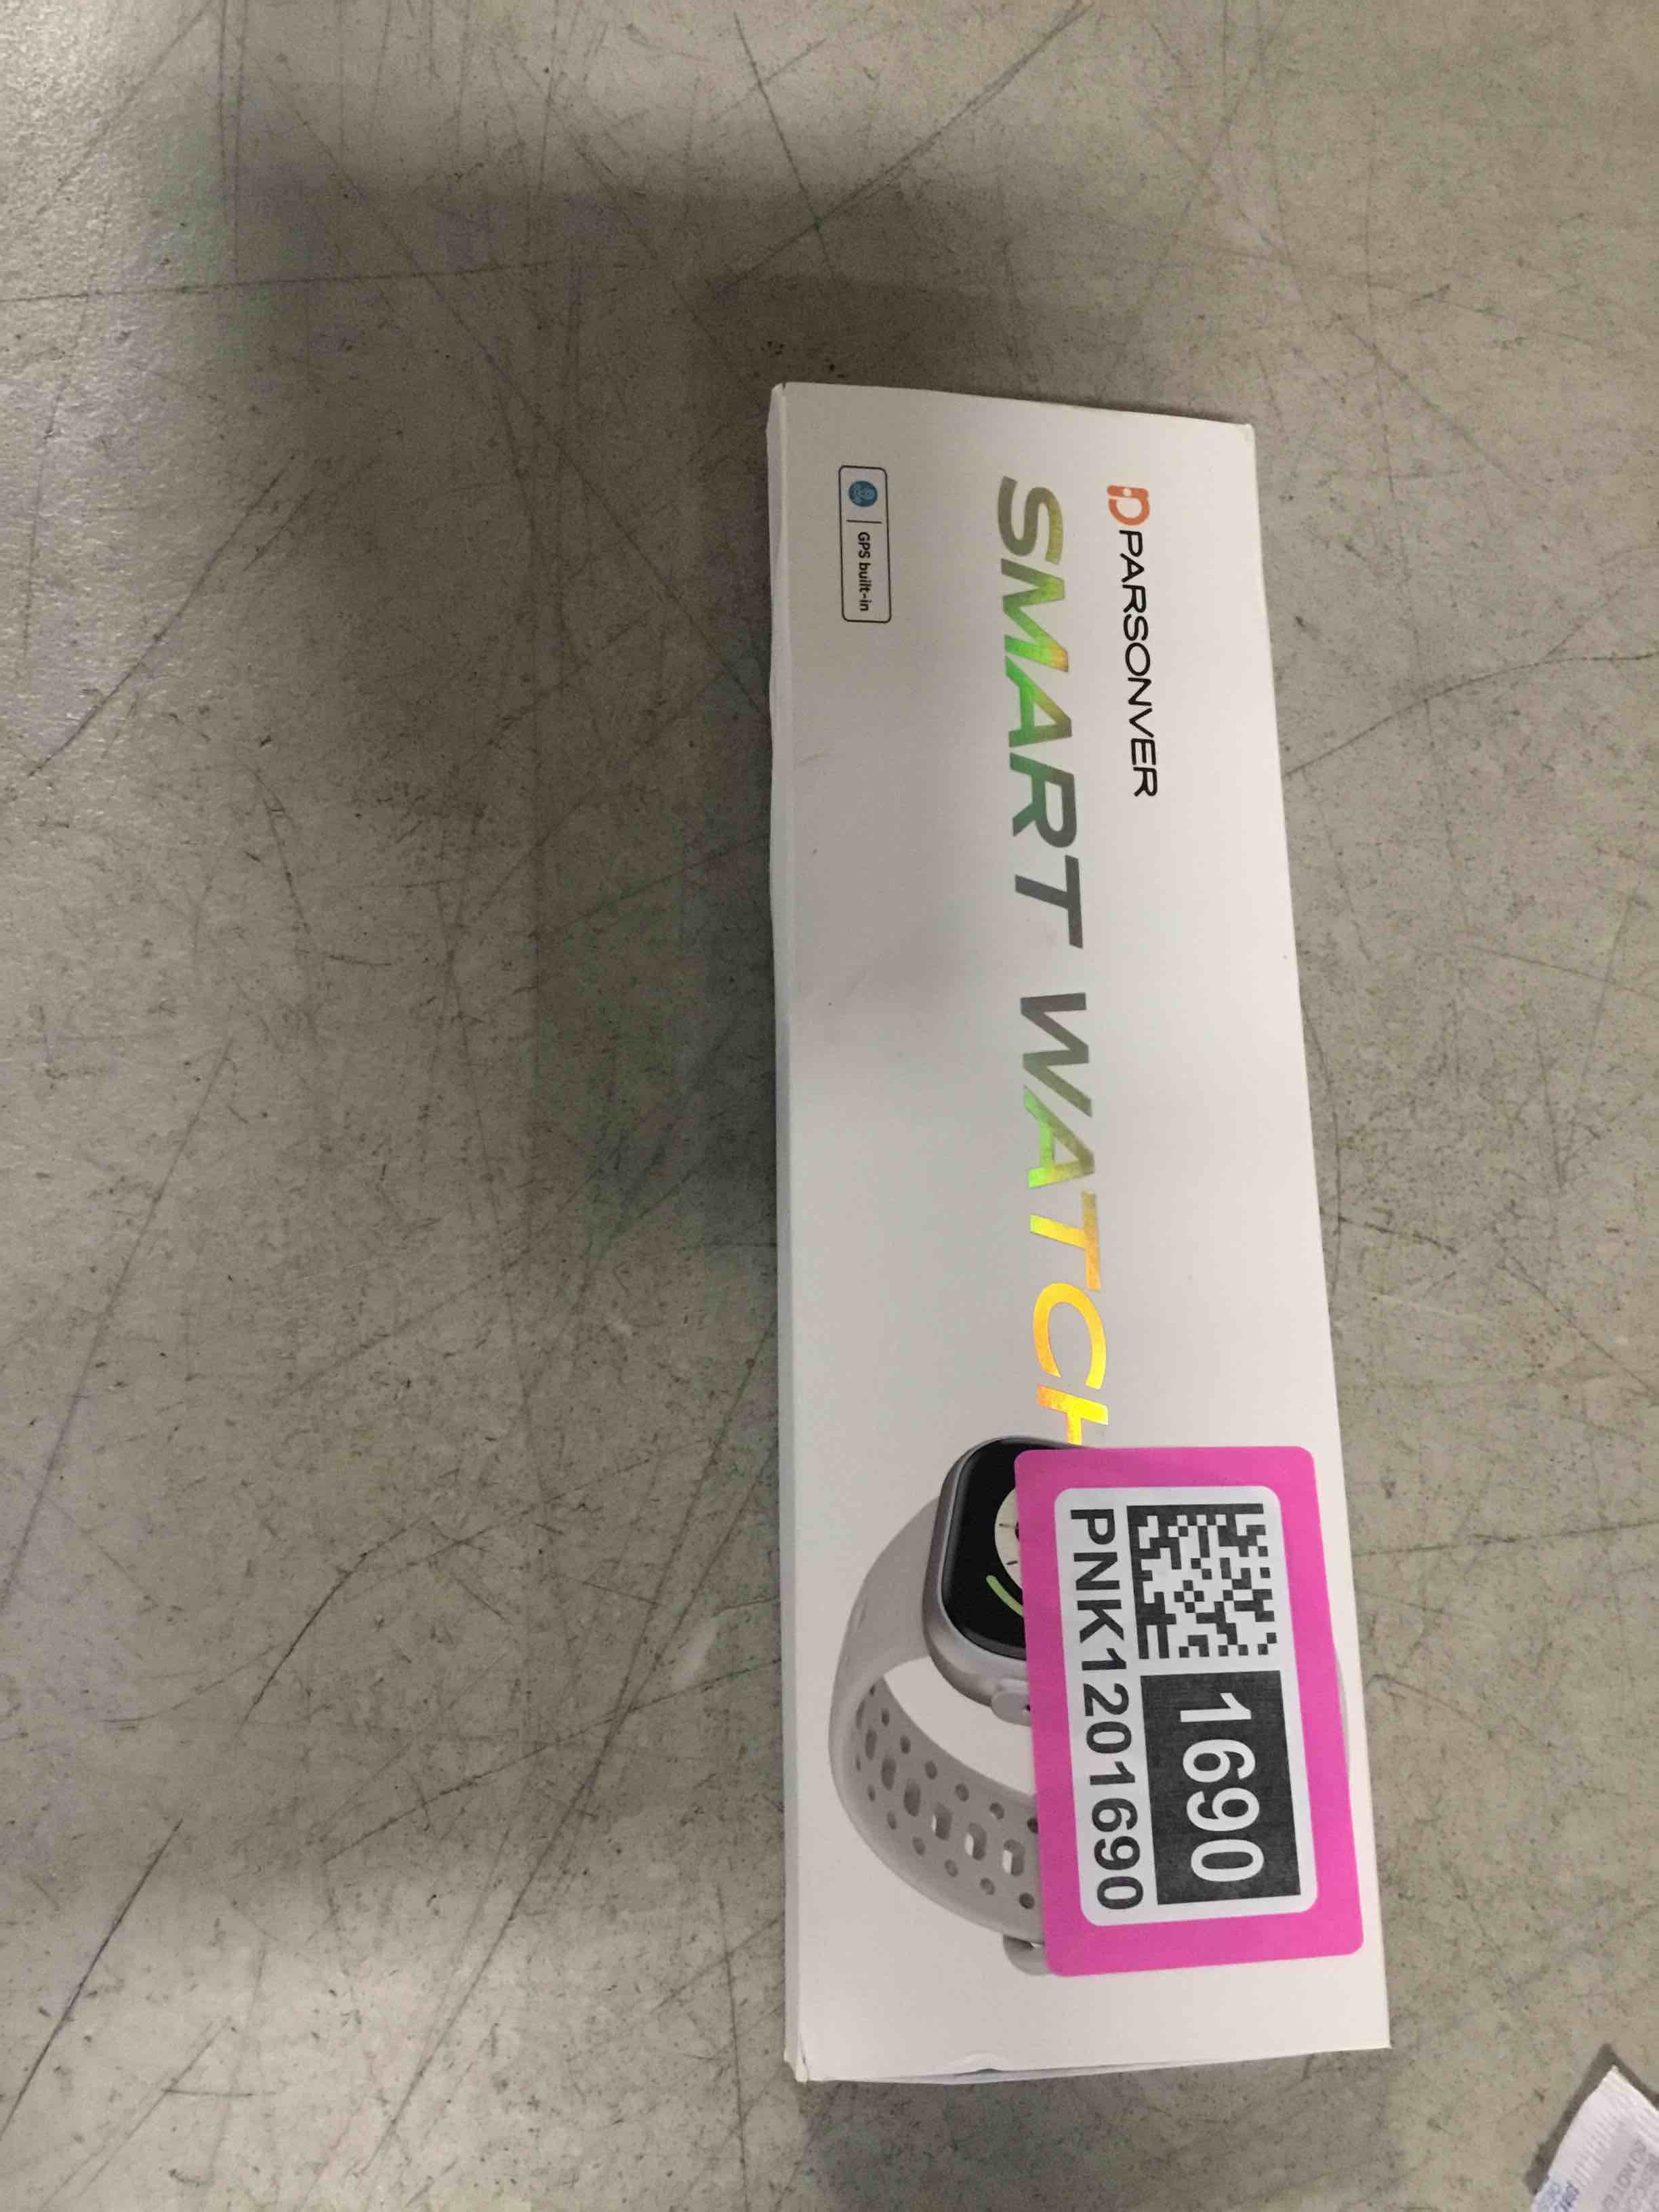 PARSONVER
SMART WATCH
GPS built-in
1690
PNK1201690